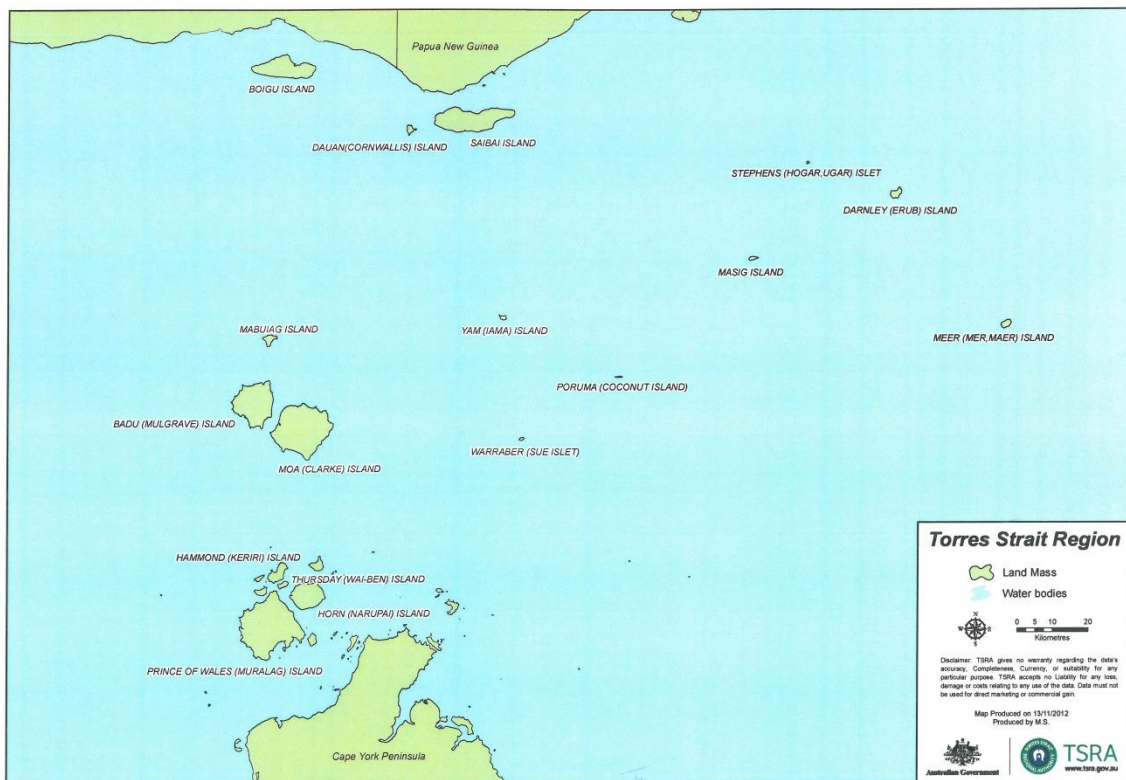 Papua New Guinea
BOIGU ISLAND
DAUAN(CORNWALLIS) ISLAND
SAIBAI ISLAND
STEPHENS (HOGAR,UGAR) ISLET
DARNLEY (ERUB) ISLAND
MASIG ISLAND
MABUIAG ISLAND
YAM (IAMA) ISLAND
MEER (MER,MAER) ISLAND
PORUMA (COCONUT ISLAND)
BADU (MULGRAVE) ISLAND
WARRABER (SUE ISLET)
MOA (CLARKE) ISLAND
HAMMOND (KERIRI) ISLAND
THURSDAY (WAI-BEN) ISLAND
HORN (NARUPAI) ISLAND
PRINCE OF WALES (MURALAG) ISLAND
Cape York Peninsula
Torres Strait Region
Land Mass
Water bodies
N
W E
S
0 5 10 20
Kilometres
Disclaimer: TSRA gives no warranty regarding the data's
accuracy, Completeness, Currency, or suitability for any
particular purpose. TSRA accepts no Liability for any loss,
damage or costs relating to any use of the data. Data must not
be used for direct marketing or commercial gain.
Map Produced on 13/11/2012
Produced by M.S.
Australian Government
TORRES STRAIT
REGIONAL AUTHORITY
TSRA
www.tsra.gov.au